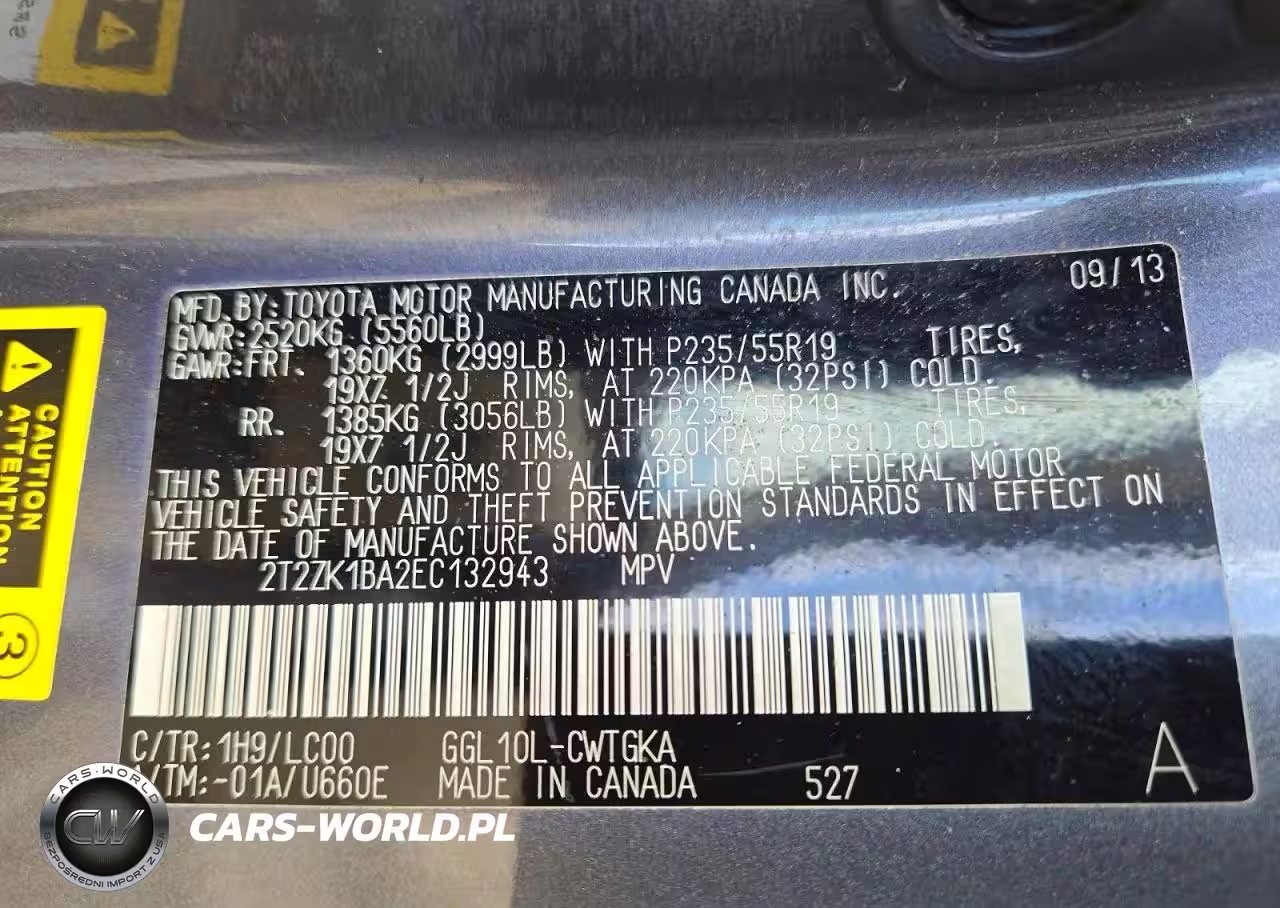 MFD. BY: TOYOTA MOTOR MANUFACTURING CANADA INC. 09/13
GVWR: 2520KG (5560LB)
GAWR: FRT. 1360KG (2999LB) WITH P235/55R19 TIRES,
19X7 1/2J RIMS, AT 220KPA (32PSI) COLD.
RR. 1385KG (3056LB) WITH P235/55R19 TIRES,
19X7 1/2J RIMS, AT 220KPA (32PSI) COLD.
THIS VEHICLE CONFORMS TO ALL APPLICABLE FEDERAL MOTOR
VEHICLE SAFETY AND THEFT PREVENTION STANDARDS IN EFFECT ON
THE DATE OF MANUFACTURE SHOWN ABOVE.
2T2ZK1BA2EC132943 MPV
C/TR: 1H9/LC00 GGL10L-CWTGKA
/TM: -01A/U660E MADE IN CANADA 527 A
CAUTION
ATTENTION
3
CARS-WORLD
CW
BEZPOŚREDNI IMPORT Z USA
CARS-WORLD.PL